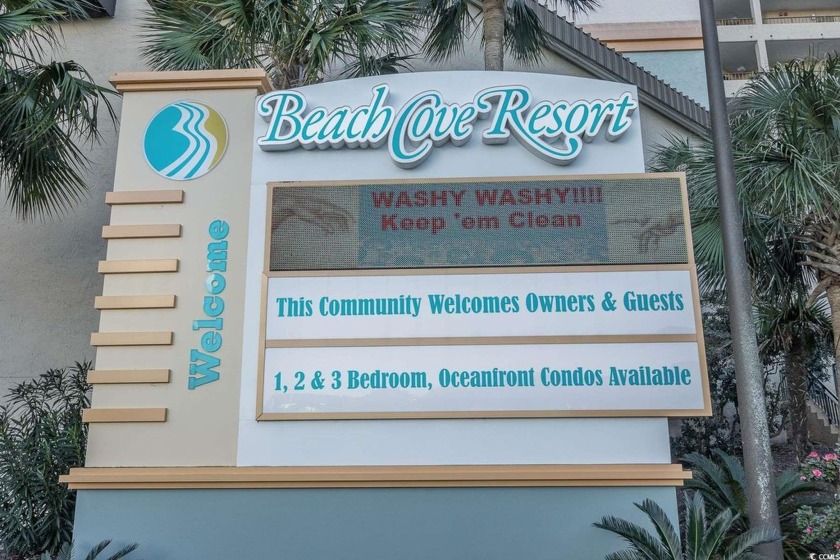 Beach Cove Resort
Welcome
WASHY WASHY!!!!
Keep 'em Clean
This Community Welcomes Owners & Guests
1, 2 & 3 Bedroom, Oceanfront Condos Available
CCMLS